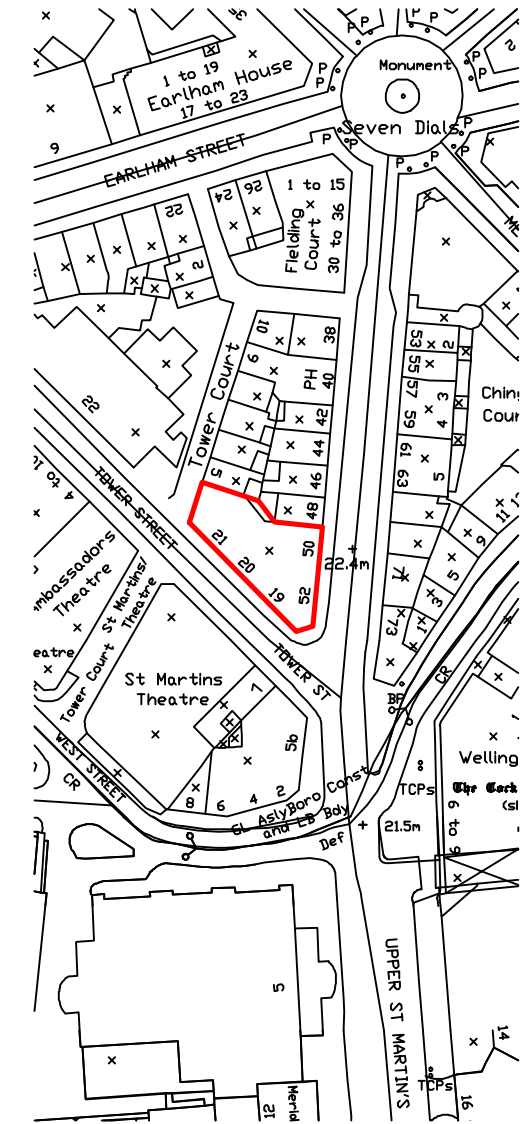 P
P
P
P
P
P
P
P
P
P
P
P
P
1 to 19
Earlham House
17 to 23
Monument
Seven Dials
9
EARLHAM STREET
22
24
26
1 to 15
Fielding
Court
30 to 36
2
10
9
38
PH
40
42
44
46
48
Tower Court
5
53
55
57
59
61
63
71
73
2
3
4
5
22
TOWER STREET
21
20
19
50
52
22.4m
9
5
3
1
11
St Martins
Theatre
Tower Court
St Martins
Theatre
TOWER ST
7
5b
2
4
6
8
WEST STREET
CR
CR
BP
TCPs
Boro Const
and LB Bdy
Def
21.5m
6 to 9
5
UPPER ST MARTIN'S
14
TCPs
16
12